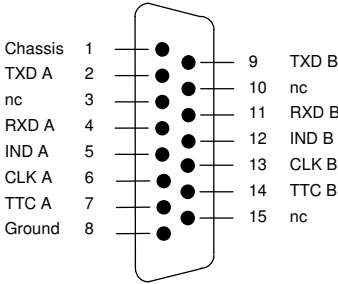 Chassis 1
TXD A 2
nc 3
RXD A 4
IND A 5
CLK A 6
TTC A 7
Ground 8
9 TXD B
10 nc
11 RXD B
12 IND B
13 CLK B
14 TTC B
15 nc